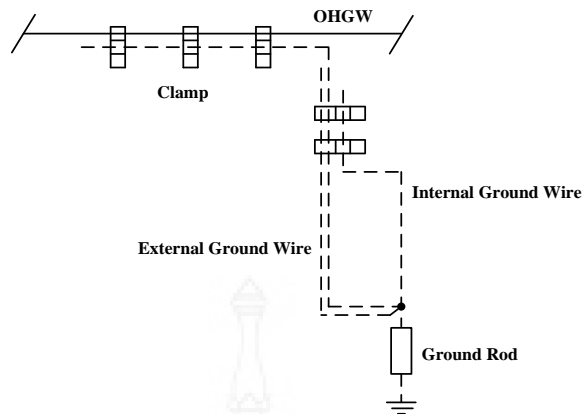 OHGW
Clamp
Internal Ground Wire
External Ground Wire
Ground Rod